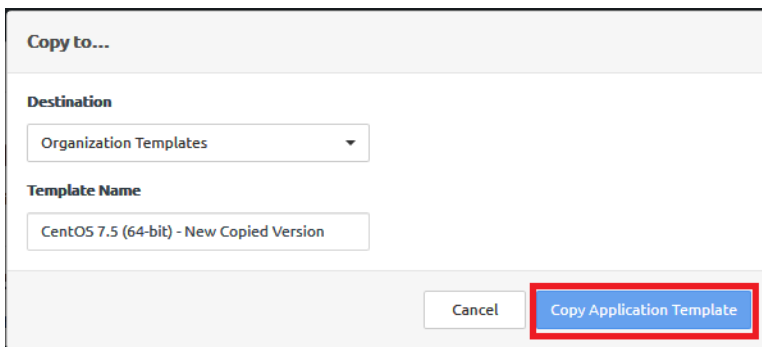 Copy to...
Destination
Organization Templates
Template Name
CentOS 7.5 (64-bit) - New Copied Version
Cancel
Copy Application Template